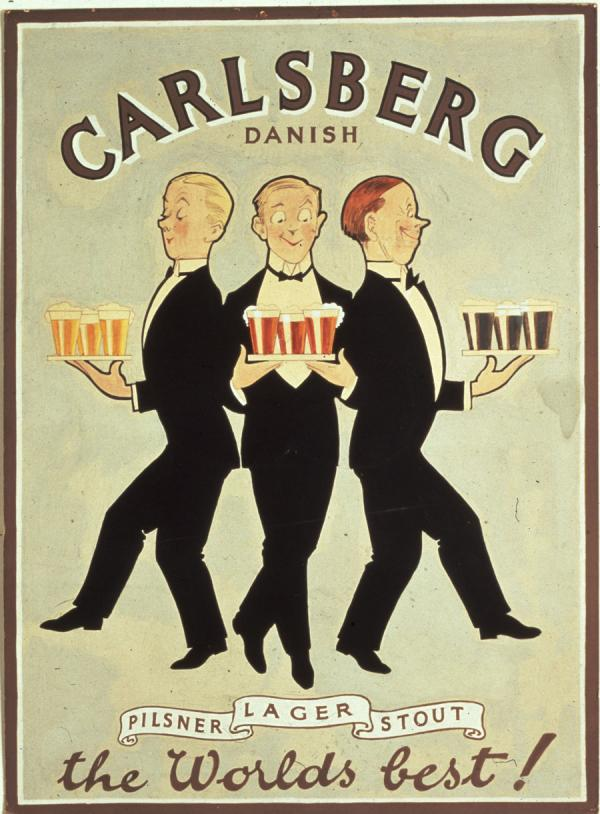 CARLSBERG
DANISH
PILSNER LAGER STOUT
the Worlds best!